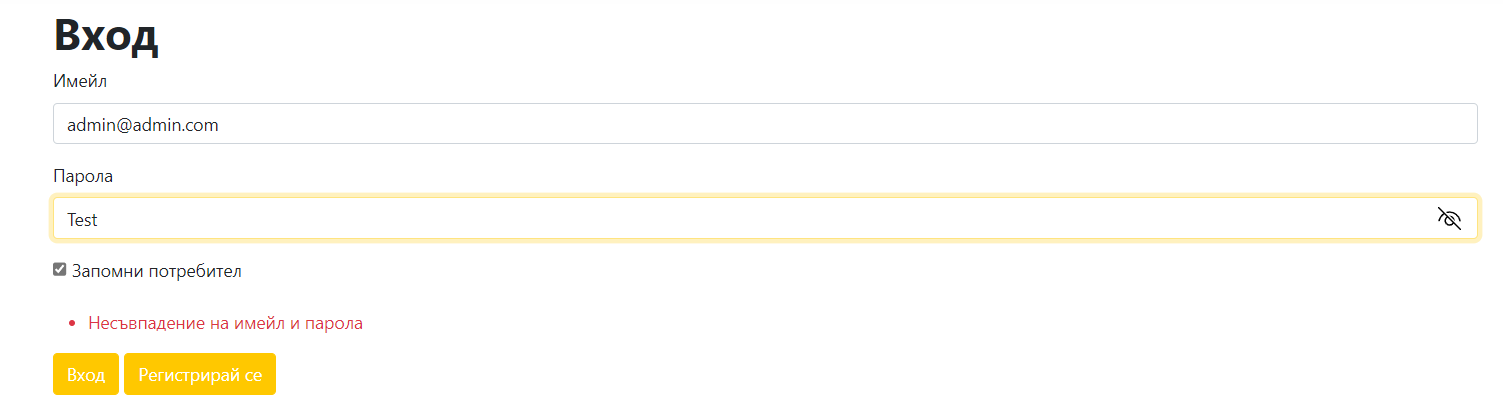 Вход
Имейл
admin@admin.com
Парола
Test
Запомни потребител
Несъвпадение на имейл и парола
Вход Регистрирай се